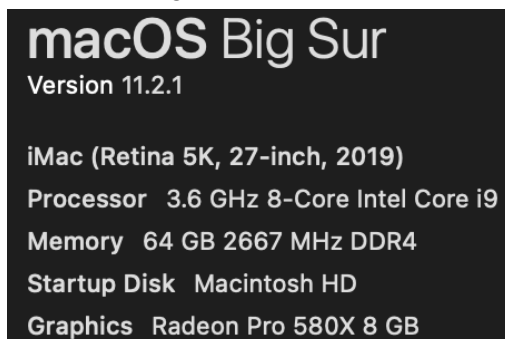 macOS Big Sur
Version 11.2.1
iMac (Retina 5K, 27-inch, 2019)
Processor 3.6 GHz 8-Core Intel Core i9
Memory 64 GB 2667 MHz DDR4
Startup Disk Macintosh HD
Graphics Radeon Pro 580X 8 GB